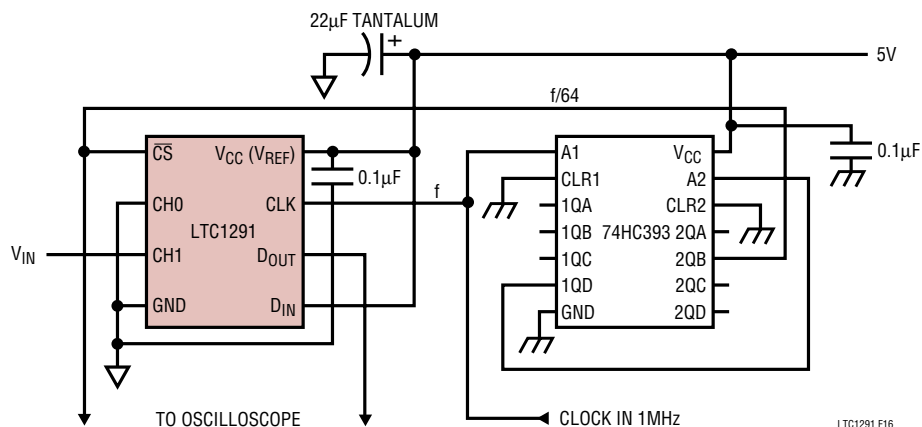 22µF TANTALUM
+
5V
f/64
C̅S̅
VCC (VREF)
0.1µF
CH0
CLK
f
LTC1291
VIN
CH1
DOUT
GND
DIN
A1
VCC
0.1µF
CLR1
A2
1QA
CLR2
1QB
74HC393
2QA
1QC
2QB
1QD
2QC
GND
2QD
TO OSCILLOSCOPE
CLOCK IN 1MHz
LTC1291 F16